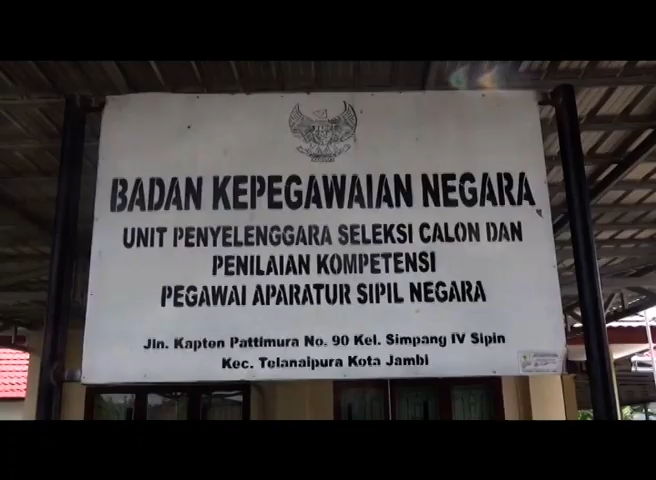 BADAN KEPEGAWAIAN NEGARA
UNIT PENYELENGGARA SELEKSI CALON DAN
PENILAIAN KOMPETENSI
PEGAWAI APARATUR SIPIL NEGARA
Jln. Kapten Pattimura No. 90 Kel. Simpang IV Sipin
Kec. Telanaipura Kota Jambi